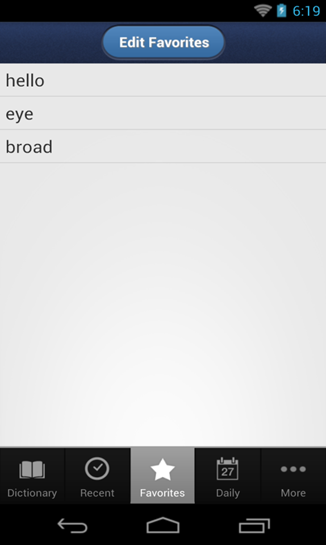 6:19
Edit Favorites
hello
eye
broad
27
Dictionary Recent Favorites Daily More